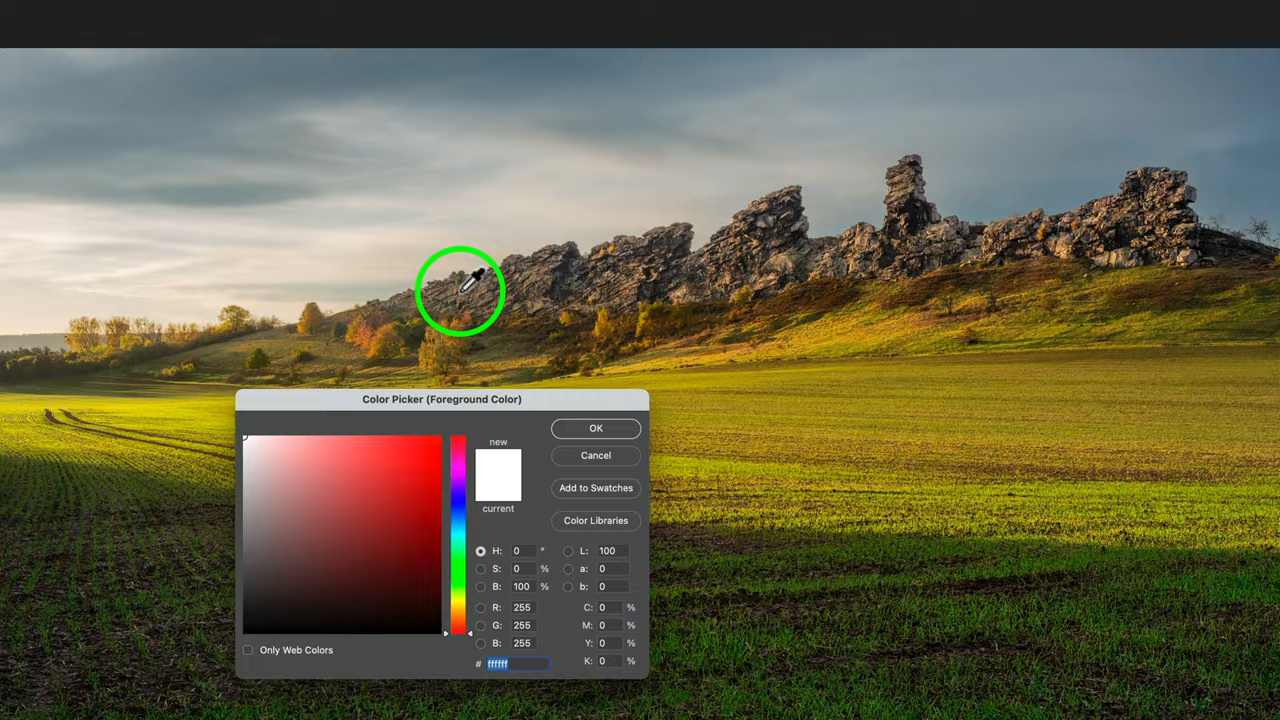 Color Picker (Foreground Color)
new
current
OK
Cancel
Add to Swatches
Color Libraries
H: 0 °
S: 0 %
B: 100 %
R: 255
G: 255
B: 255
# ffffff
L: 100
a: 0
b: 0
C: 0 %
M: 0 %
Y: 0 %
K: 0 %
Only Web Colors